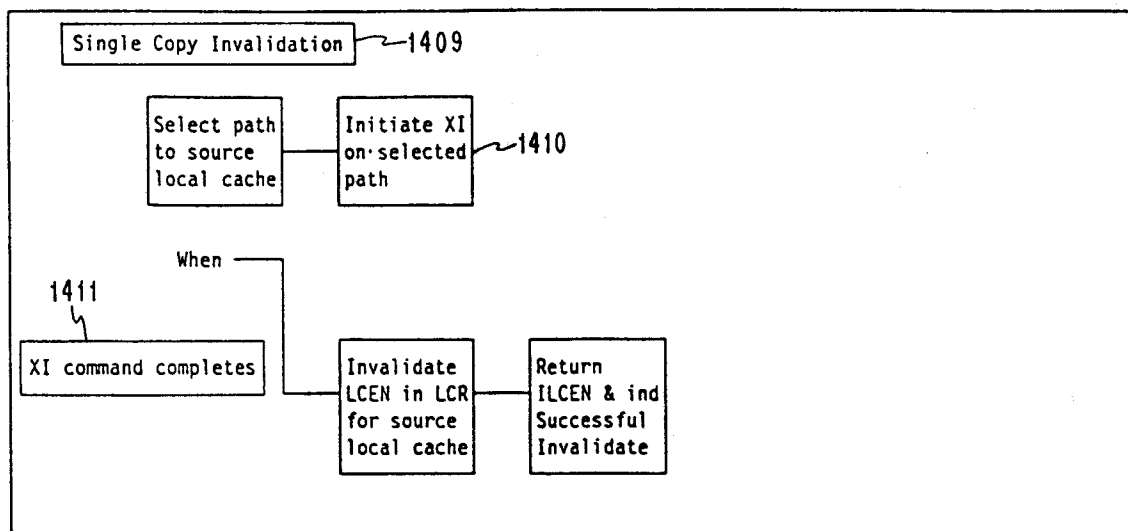 Single Copy Invalidation
1409
Select path
to source
local cache
Initiate XI
on selected
path
1410
When
1411
XI command completes
Invalidate
LCEN in LCR
for source
local cache
Return
ILCEN & ind
Successful
Invalidate